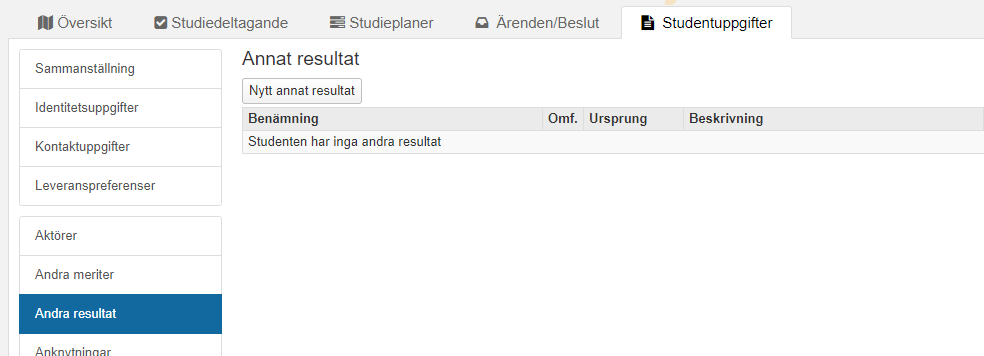 Översikt Studiedeltagande Studieplaner Ärenden/Beslut Studentuppgifter
Sammanställning
Identitetsuppgifter
Kontaktuppgifter
Leveranspreferenser
Aktörer
Andra meriter
Andra resultat
Anknytningar
Annat resultat
Nytt annat resultat
Benämning Omf. Ursprung Beskrivning
Studenten har inga andra resultat